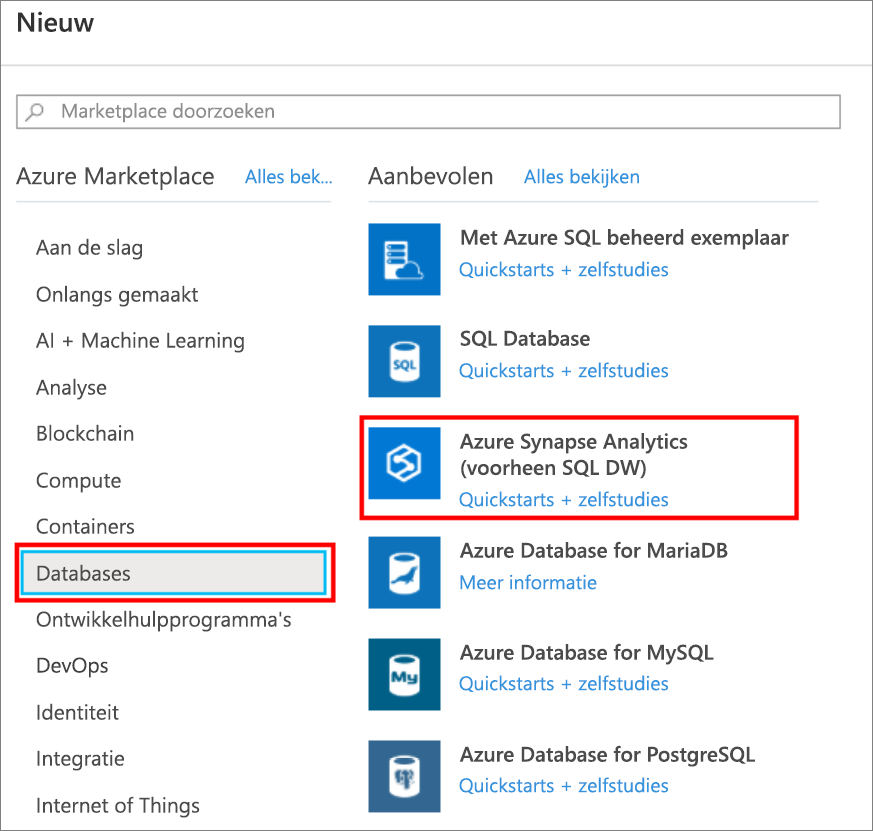 Nieuw
Marketplace doorzoeken
Azure Marketplace
Alles bek...
Aan de slag
Onlangs gemaakt
AI + Machine Learning
Analyse
Blockchain
Compute
Containers
Databases
Ontwikkelhulpprogramma's
DevOps
Identiteit
Integratie
Internet of Things
Aanbevolen
Alles bekijken
Met Azure SQL beheerd exemplaar
Quickstarts + zelfstudies
SQL
SQL Database
Quickstarts + zelfstudies
Azure Synapse Analytics
(voorheen SQL DW)
Quickstarts + zelfstudies
Azure Database for MariaDB
Meer informatie
My
Azure Database for MySQL
Quickstarts + zelfstudies
Azure Database for PostgreSQL
Quickstarts + zelfstudies